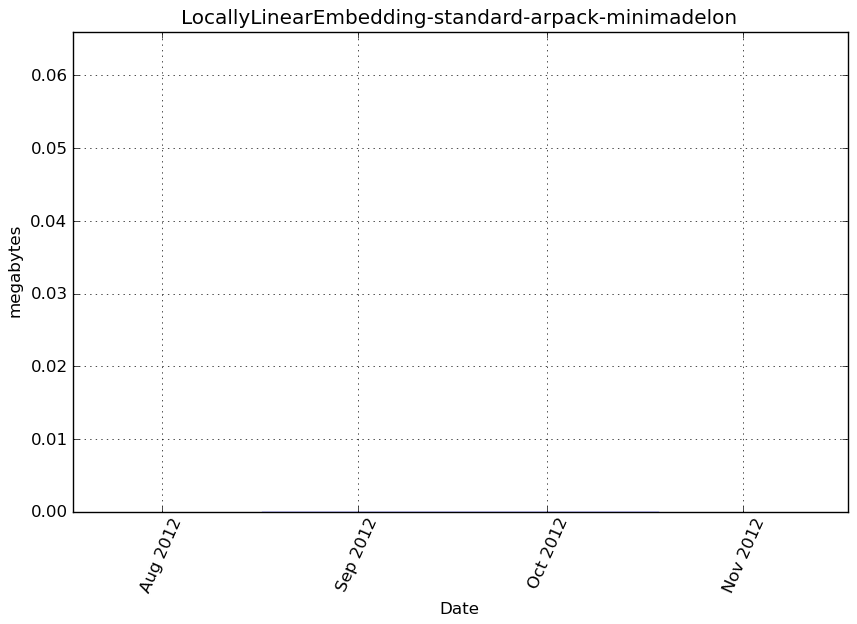 LocallyLinearEmbedding-standard-arpack-minimadelon
0.06
0.05
0.04
0.03
0.02
0.01
0.00
megabytes
Aug 2012
Sep 2012
Oct 2012
Nov 2012
Date